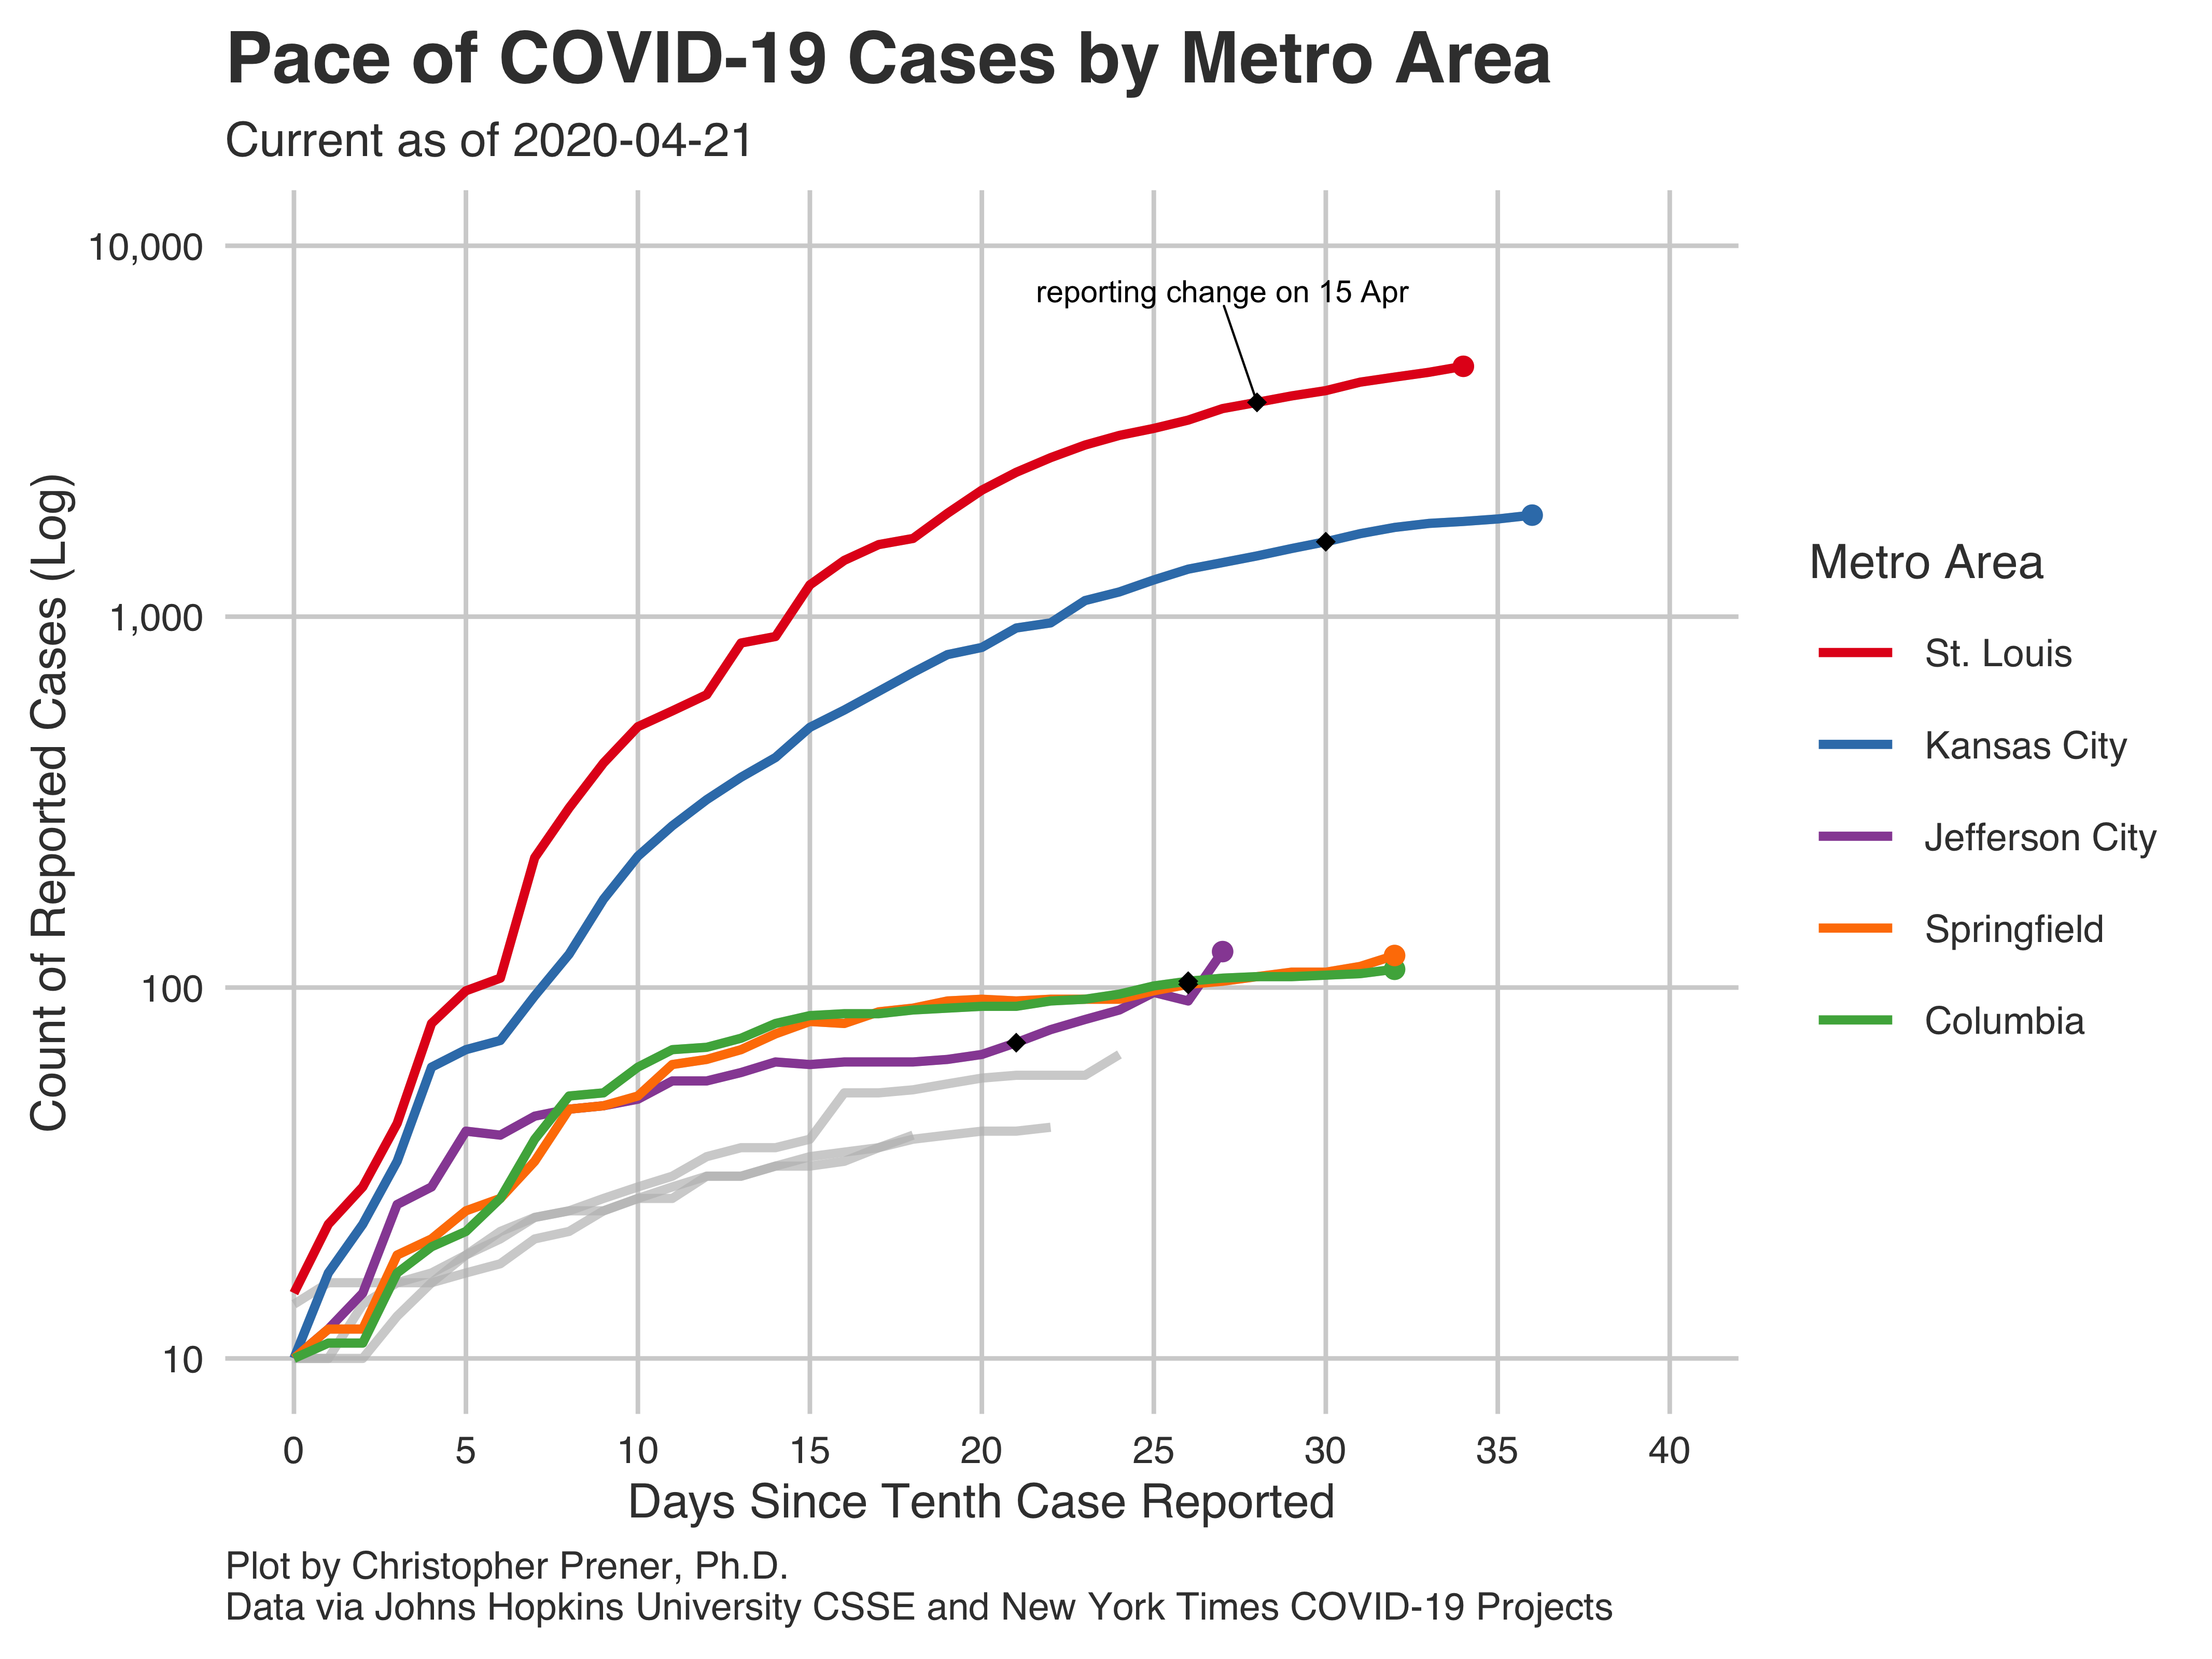 Pace of COVID-19 Cases by Metro Area
Current as of 2020-04-21
10,000
1,000
100
10
Count of Reported Cases (Log)
reporting change on 15 Apr
0 5 10 15 20 25 30 35 40
Days Since Tenth Case Reported
Metro Area
St. Louis
Kansas City
Jefferson City
Springfield
Columbia
Plot by Christopher Prener, Ph.D.
Data via Johns Hopkins University CSSE and New York Times COVID-19 Projects